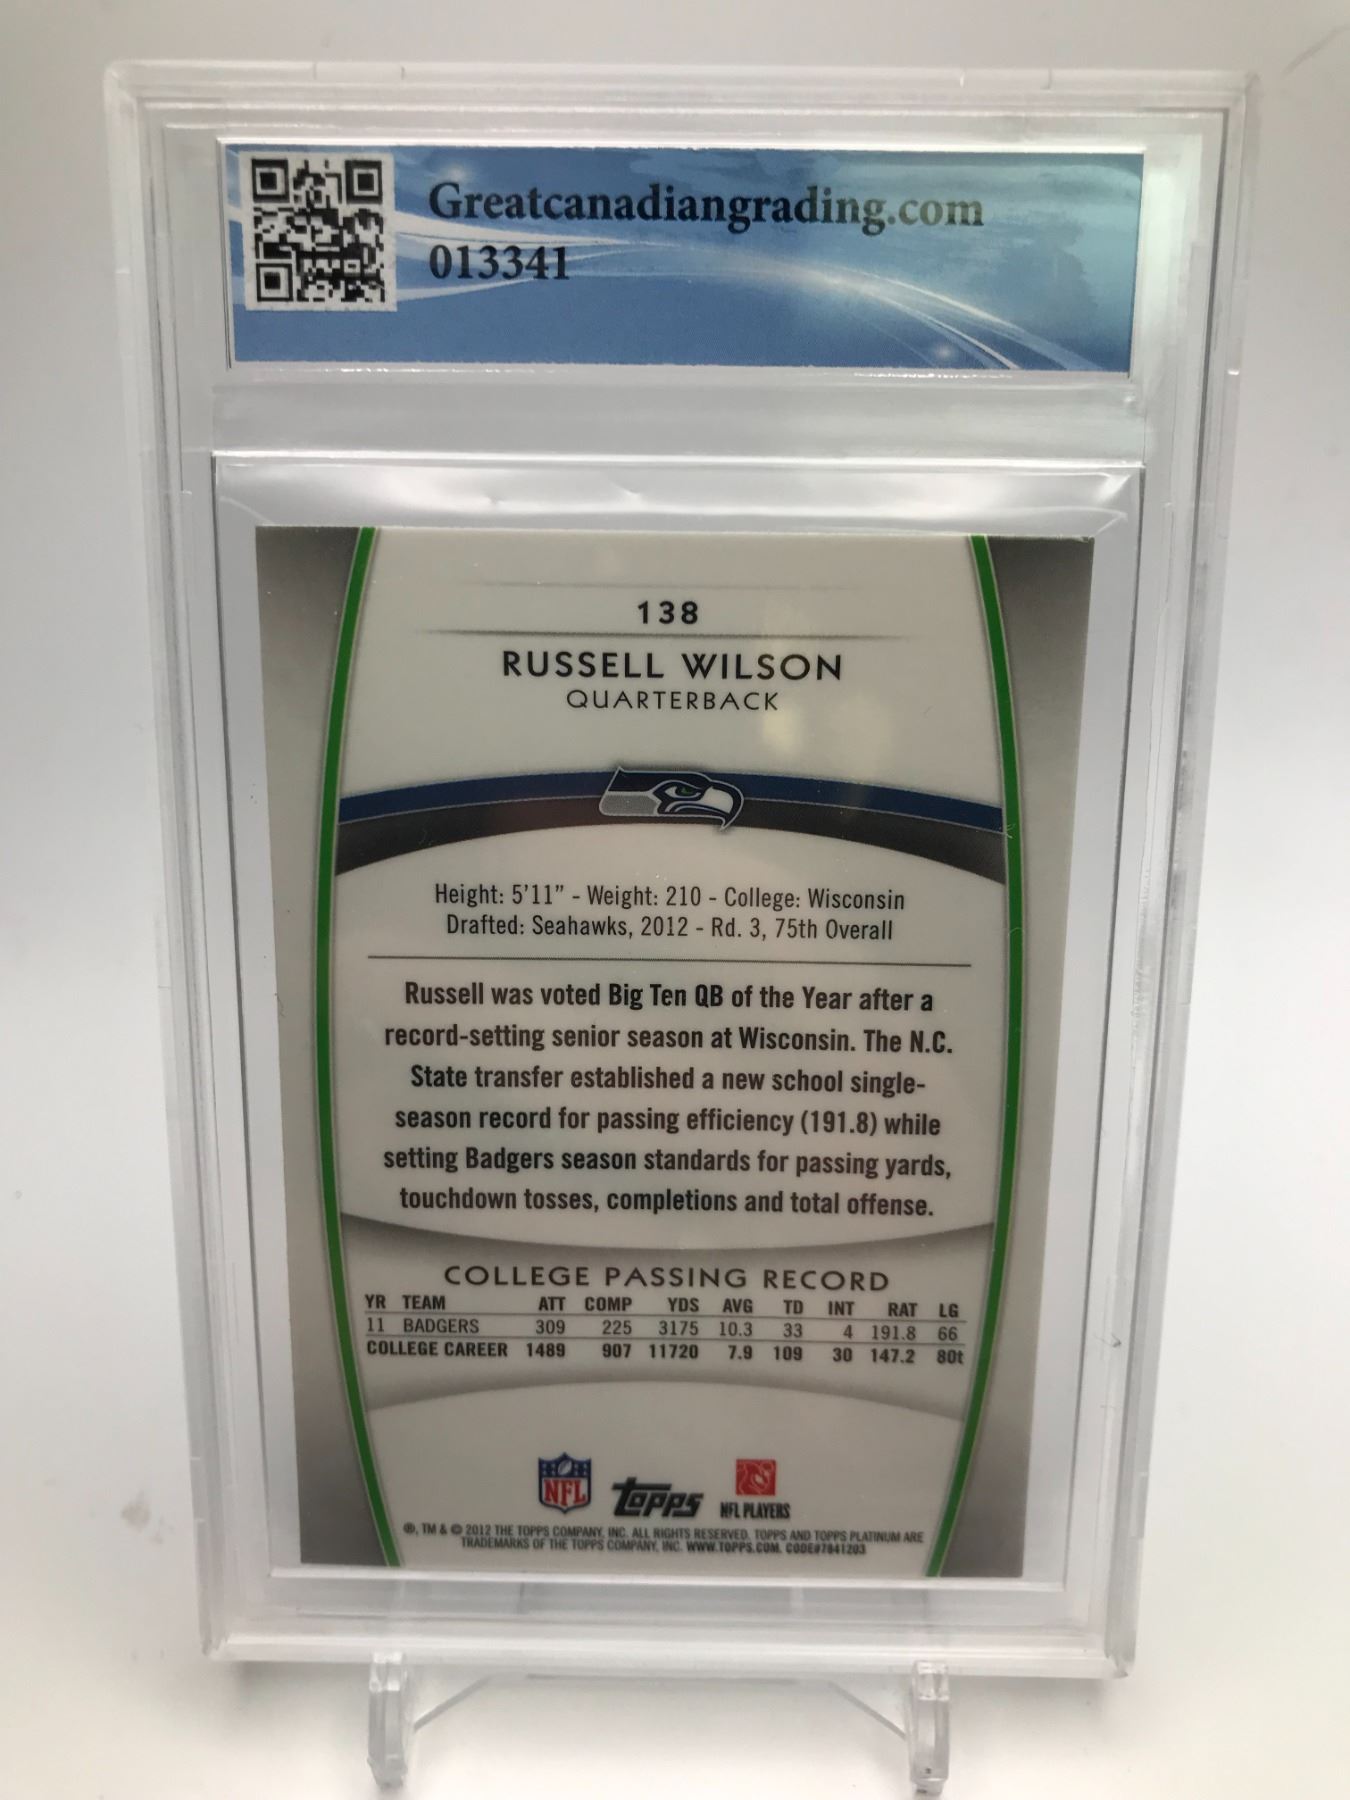 Greatcanadiangrading.com
013341
138
RUSSELL WILSON
QUARTERBACK
Height: 5'11" - Weight: 210 - College: Wisconsin
Drafted: Seahawks, 2012 - Rd. 3, 75th Overall
Russell was voted Big Ten QB of the Year after a
record-setting senior season at Wisconsin. The N.C.
State transfer established a new school single-
season record for passing efficiency (191.8) while
setting Badgers season standards for passing yards,
touchdown tosses, completions and total offense.
COLLEGE PASSING RECORD
YR TEAM ATT COMP YDS AVG TD INT RAT LG
11 BADGERS 309 225 3175 10.3 33 4 191.8 66
COLLEGE CAREER 1489 907 11720 7.9 109 30 147.2 80t
NFL topps NFL PLAYERS
®, TM & © 2012 THE TOPPS COMPANY, INC. ALL RIGHTS RESERVED. TOPPS AND TOPPS PLATINUM ARE
TRADEMARKS OF THE TOPPS COMPANY, INC. WWW.TOPPS.COM. CODE#7841203